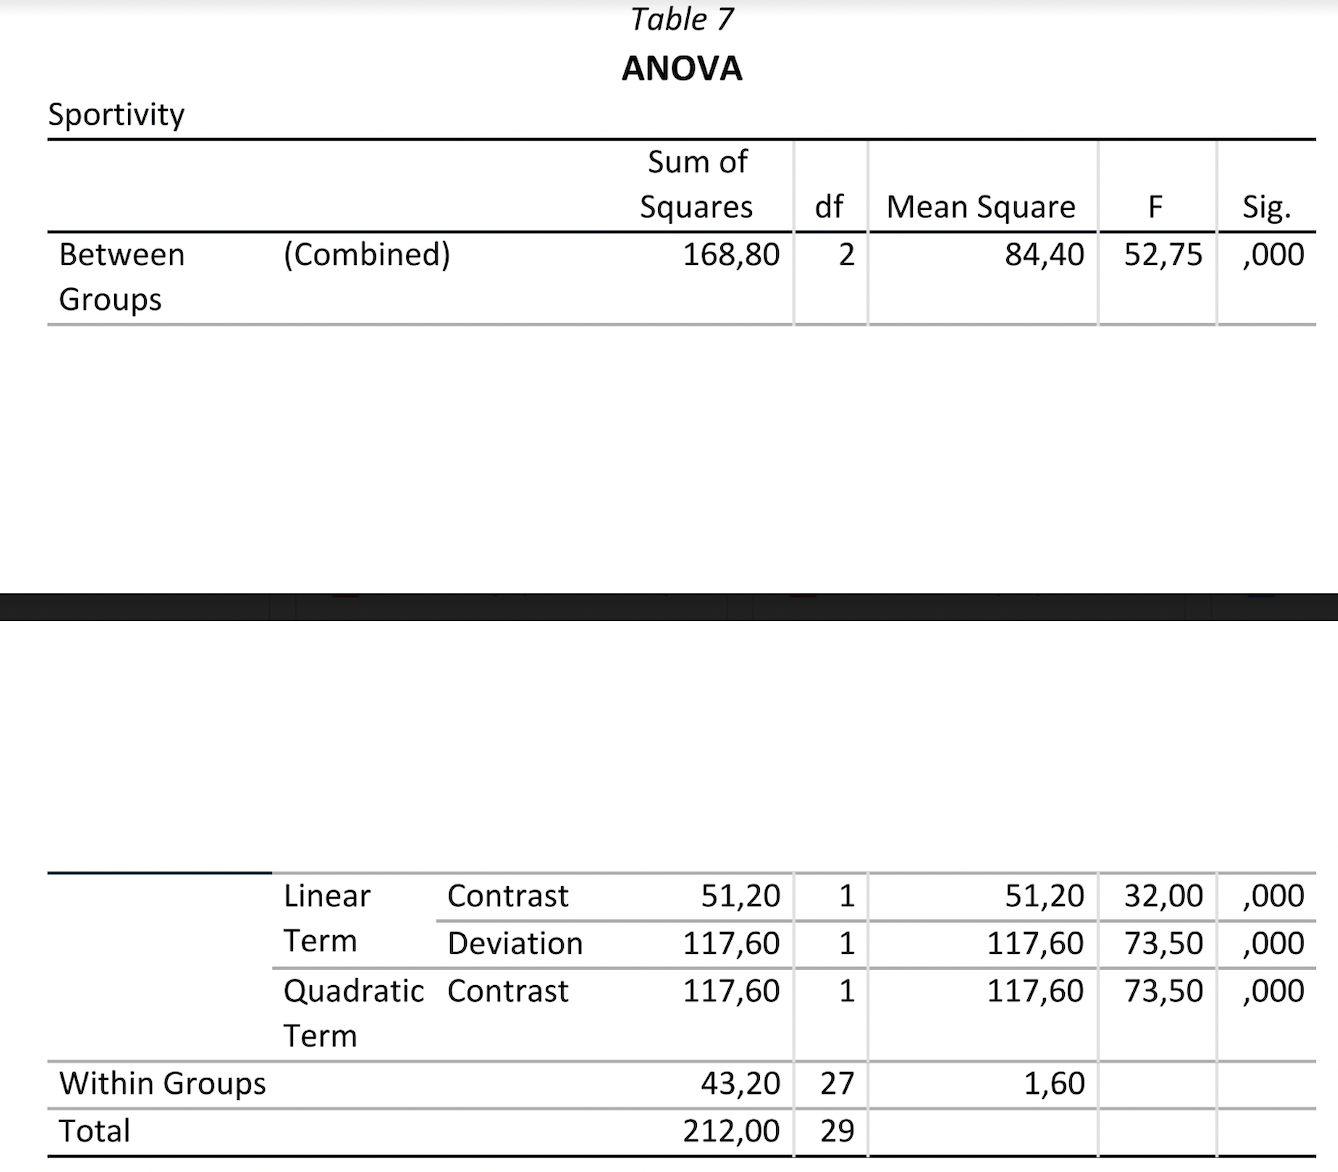 Table 7
ANOVA
Sportivity
Sum of
Squares df Mean Square F Sig.
Between (Combined) 168,80 2 84,40 52,75 ,000
Groups
Linear Contrast 51,20 1 51,20 32,00 ,000
Term Deviation 117,60 1 117,60 73,50 ,000
Quadratic Contrast 117,60 1 117,60 73,50 ,000
Term
Within Groups 43,20 27 1,60
Total 212,00 29